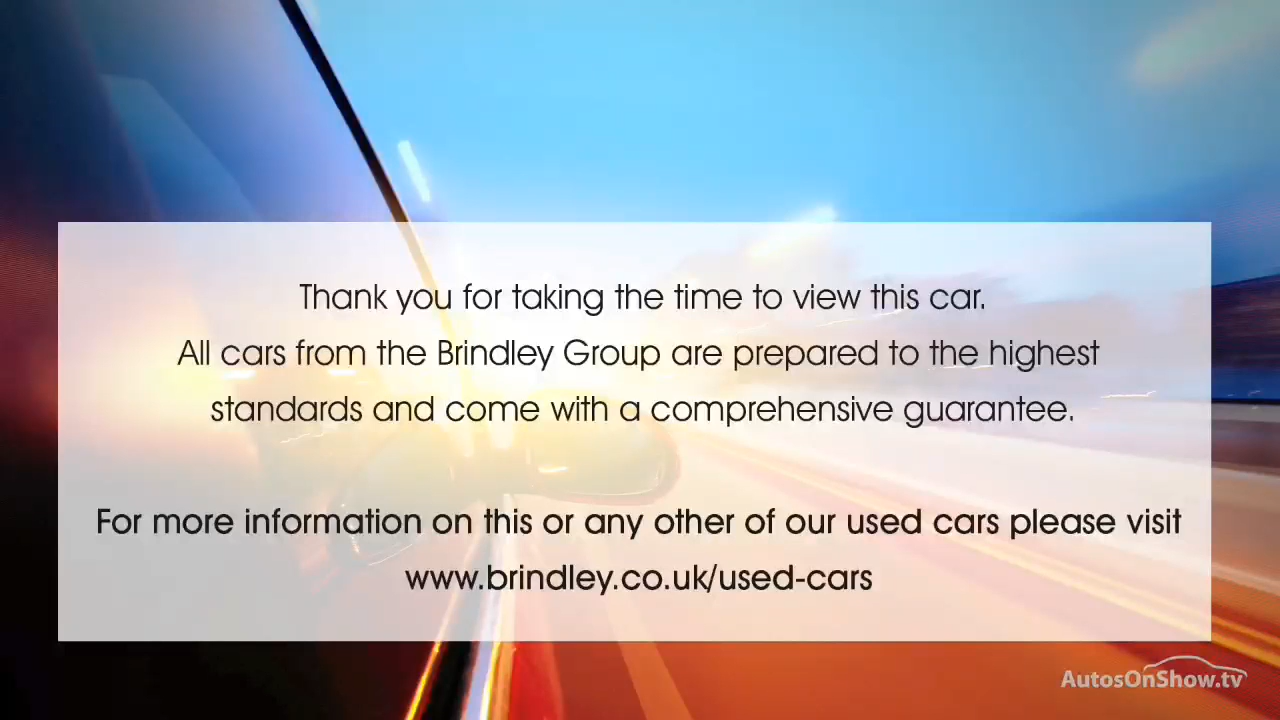 Thank you for taking the time to view this car.
All cars from the Brindley Group are prepared to the highest
standards and come with a comprehensive guarantee.
For more information on this or any other of our used cars please visit
www.brindley.co.uk/used-cars
AutosOnShow.tv